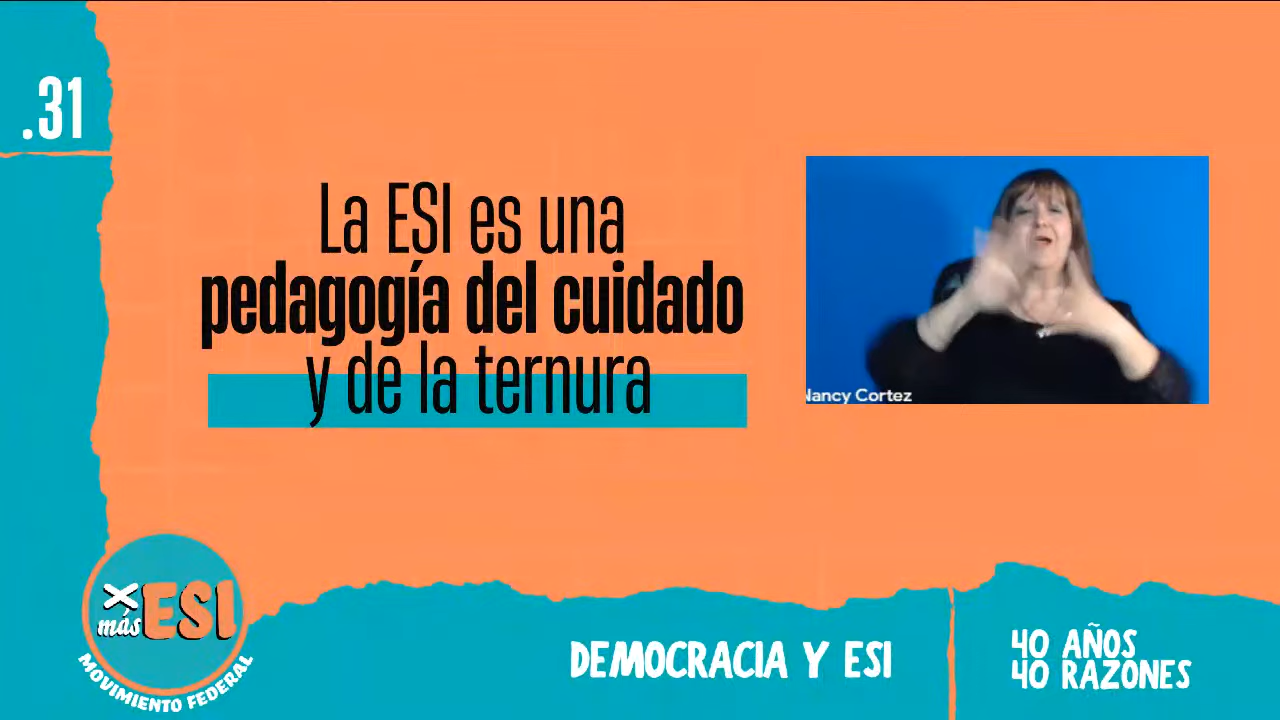 .31
La ESI es una
pedagogía del cuidado
y de la ternura
Nancy Cortez
x
más ESI
MOVIMIENTO FEDERAL
DEMOCRACIA Y ESI
40 AÑOS
40 RAZONES